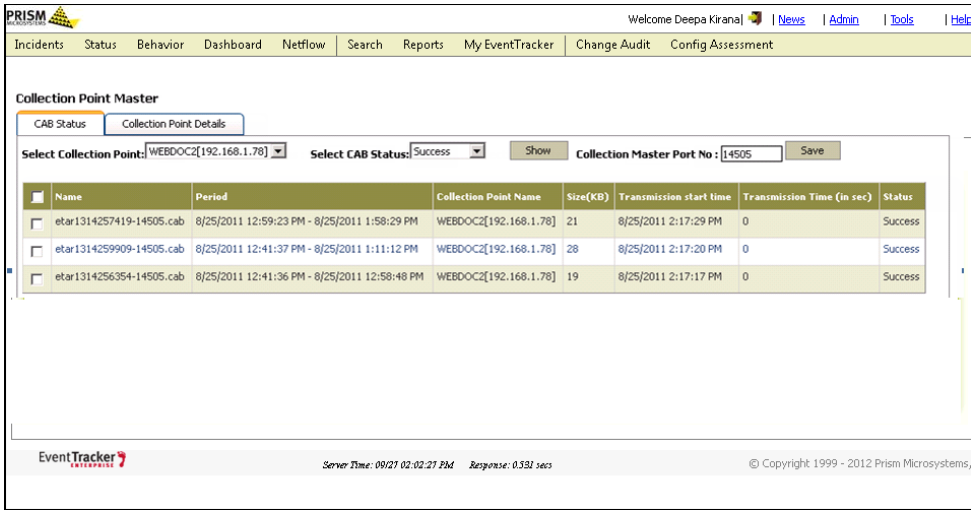 PRISM
MICROSYSTEMS
Welcome Deepa Kirana| | News | Admin | Tools | Help
Incidents Status Behavior Dashboard Netflow Search Reports My EventTracker Change Audit Config Assessment
Collection Point Master
CAB Status Collection Point Details
Select Collection Point: WEBDOC2[192.168.1.78] Select CAB Status: Success Show Collection Master Port No : 14505 Save
Name Period Collection Point Name Size(KB) Transmission start time Transmission Time (in sec) Status
etar1314257419-14505.cab 8/25/2011 12:59:23 PM - 8/25/2011 1:58:29 PM WEBDOC2[192.168.1.78] 21 8/25/2011 2:17:29 PM 0 Success
etar1314259909-14505.cab 8/25/2011 12:41:37 PM - 8/25/2011 1:11:12 PM WEBDOC2[192.168.1.78] 28 8/25/2011 2:17:20 PM 0 Success
etar1314256354-14505.cab 8/25/2011 12:41:36 PM - 8/25/2011 12:58:48 PM WEBDOC2[192.168.1.78] 19 8/25/2011 2:17:17 PM 0 Success
EventTracker
ENTERPRISE
Server Time: 09/27 02:02:27 PM Response: 0.531 secs
© Copyright 1999 - 2012 Prism Microsystems,